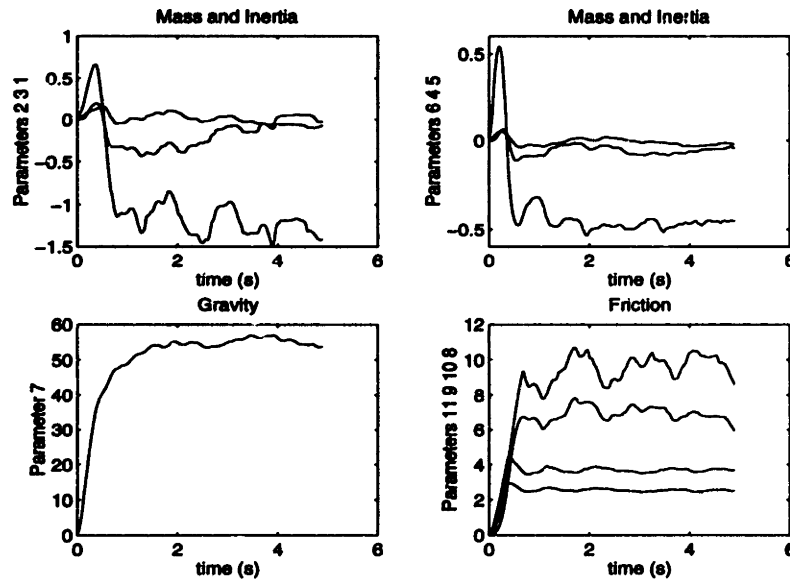 Mass and Inertia
Parameters 2 3 1
1
0.5
0
-0.5
-1
-1.5
0 2 4 6
time (s)
Mass and Inertia
Parameters 6 4 5
0.5
0
-0.5
0 2 4 6
time (s)
Gravity
Parameter 7
60
50
40
30
20
10
0
0 2 4 6
time (s)
Friction
Parameters 11 9 10 8
12
10
8
6
4
2
0
0 2 4 6
time (s)